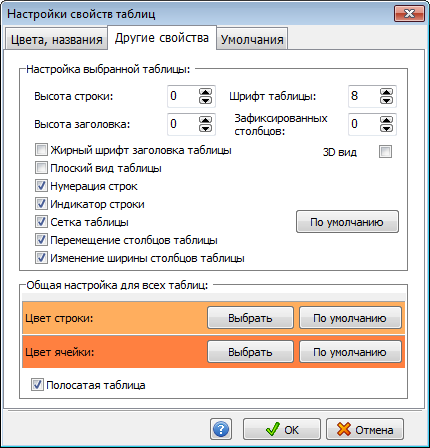 Настройки свойств таблиц
Цвета, названия Другие свойства Умолчания
Настройка выбранной таблицы:
Высота строки: 0 Шрифт таблицы: 8
Высота заголовка: 0 Зафиксированных столбцов: 0
Жирный шрифт заголовка таблицы 3D вид
Плоский вид таблицы
Нумерация строк
Индикатор строки
Сетка таблицы По умолчанию
Перемещение столбцов таблицы
Изменение ширины столбцов таблицы
Общая настройка для всех таблиц:
Цвет строки: Выбрать По умолчанию
Цвет ячейки: Выбрать По умолчанию
Полосатая таблица
? OK Отмена